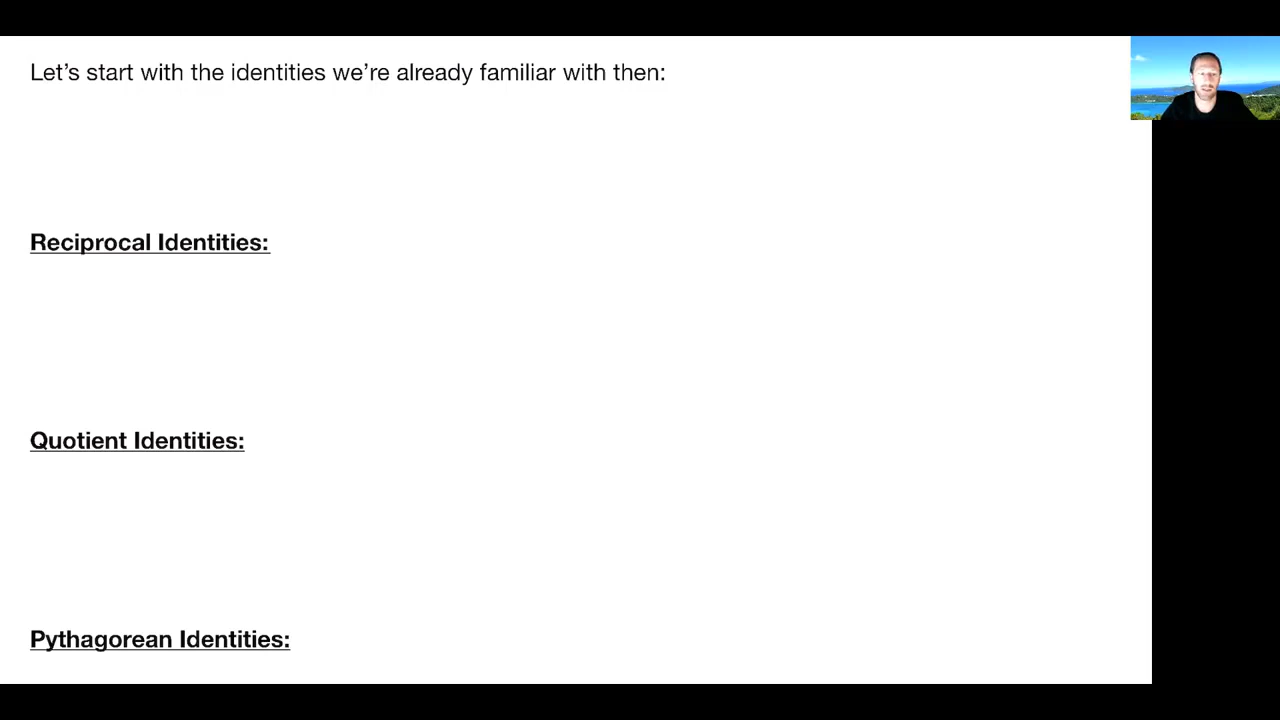 Let’s start with the identities we’re already familiar with then:
Reciprocal Identities:
Quotient Identities:
Pythagorean Identities: